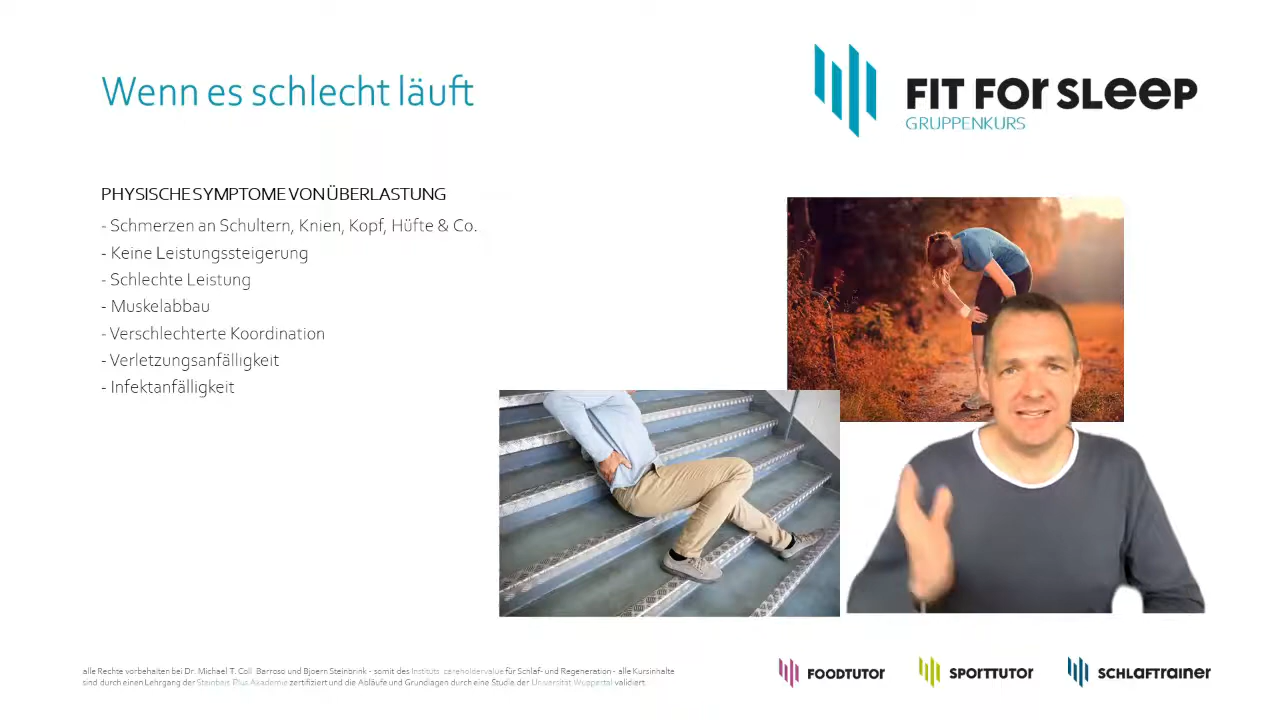 Wenn es schlecht läuft
FIT FOr SLeeP
GRUPPENKURS
PHYSISCHE SYMPTOME VON ÜBERLASTUNG
- Schmerzen an Schultern, Knien, Kopf, Hüfte & Co.
- Keine Leistungssteigerung
- Schlechte Leistung
- Muskelabbau
- Verschlechterte Koordination
- Verletzungsanfälligkeit
- Infektanfälligkeit
alle Rechte vorbehalten bei Dr. Michael T. Coll Barroso und Bjoern Steinbrink - somit des Instituts careholdervalue für Schlaf- und Regeneration - alle Kursinhalte
sind durch einen Lehrgang der Steinbeis Plus Akademie zertifiziert und die Abläufe und Grundlagen durch eine Studie der Universität Wuppertal validiert.
FOODTUTOR
SPORTTUTOR
SCHLAFTrainer